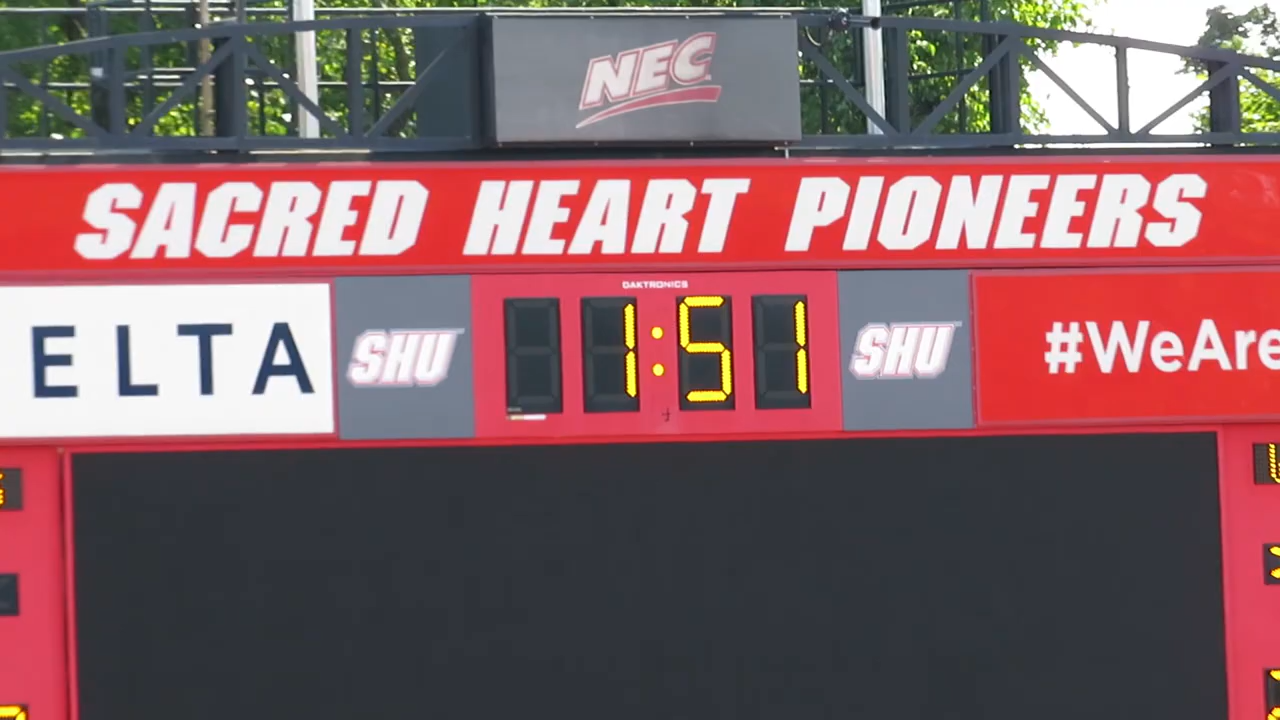 NEC
SACRED HEART PIONEERS
DAKTRONICS
ELTA
SHU
1:51
SHU
#WeAre